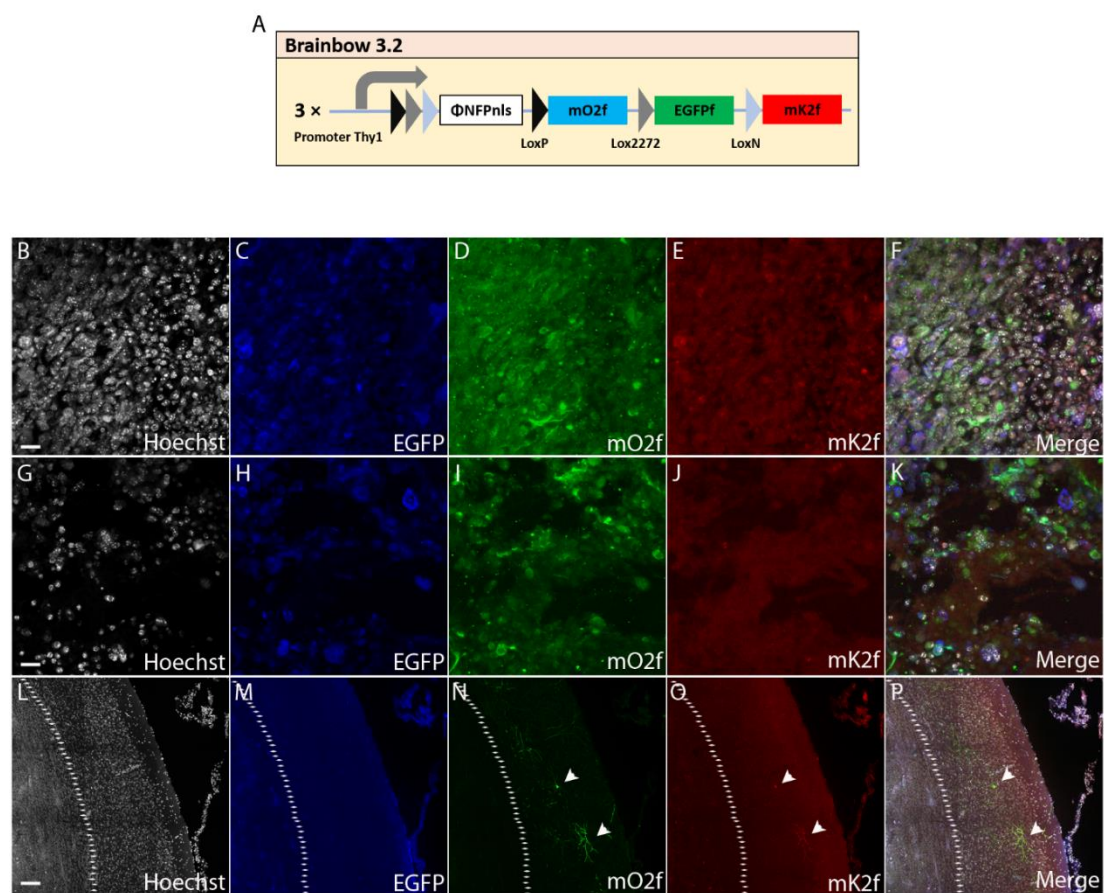 A
Brainbow 3.2
3 ×
ΦNFPnls
mO2f
EGFPf
mK2f
Promoter Thy1
LoxP
Lox2272
LoxN
B
Hoechst
C
EGFP
D
mO2f
E
mK2f
F
Merge
G
Hoechst
H
EGFP
I
mO2f
J
mK2f
K
Merge
L
Hoechst
M
EGFP
N
mO2f
O
mK2f
P
Merge